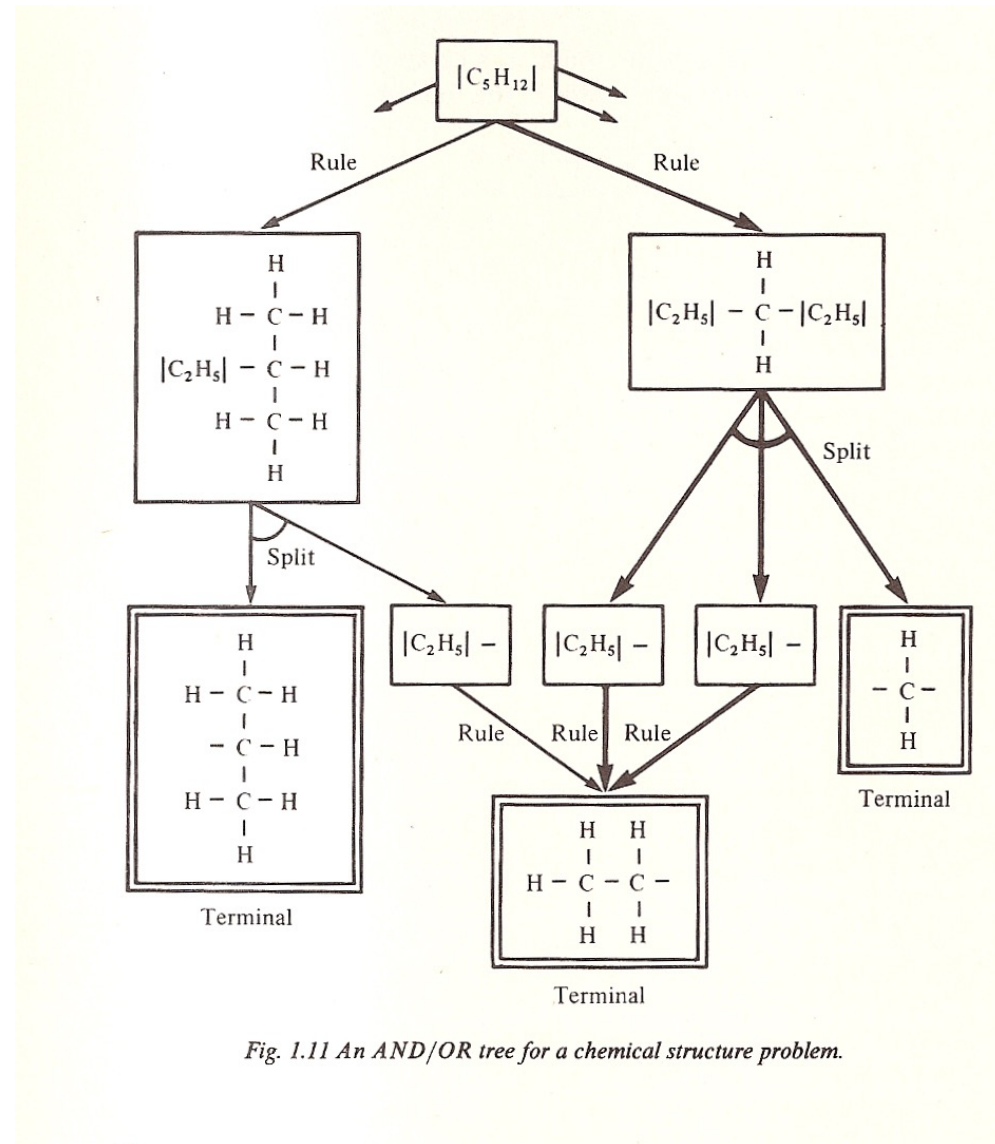 |C₅H₁₂|
Rule
Rule
H
H – C – H
|C₂H₅| – C – H
H – C – H
H
H
|C₂H₅| – C – |C₂H₅|
H
Split
Split
H
H – C – H
– C – H
H – C – H
H
Terminal
|C₂H₅| –
|C₂H₅| –
|C₂H₅| –
H
– C –
H
Terminal
Rule
Rule
Rule
H H
H – C – C –
H H
Terminal
Fig. 1.11 An AND/OR tree for a chemical structure problem.